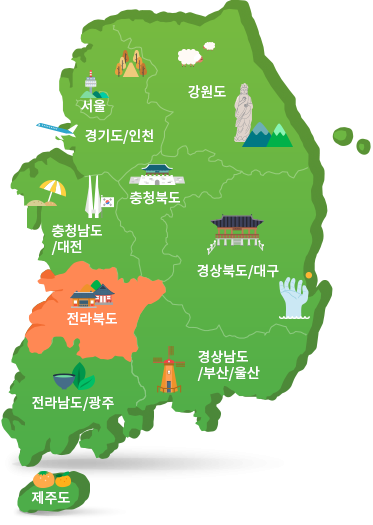 서울
강원도
경기도/인천
충청북도
충청남도
/대전
경상북도/대구
전라북도
경상남도
/부산/울산
전라남도/광주
제주도